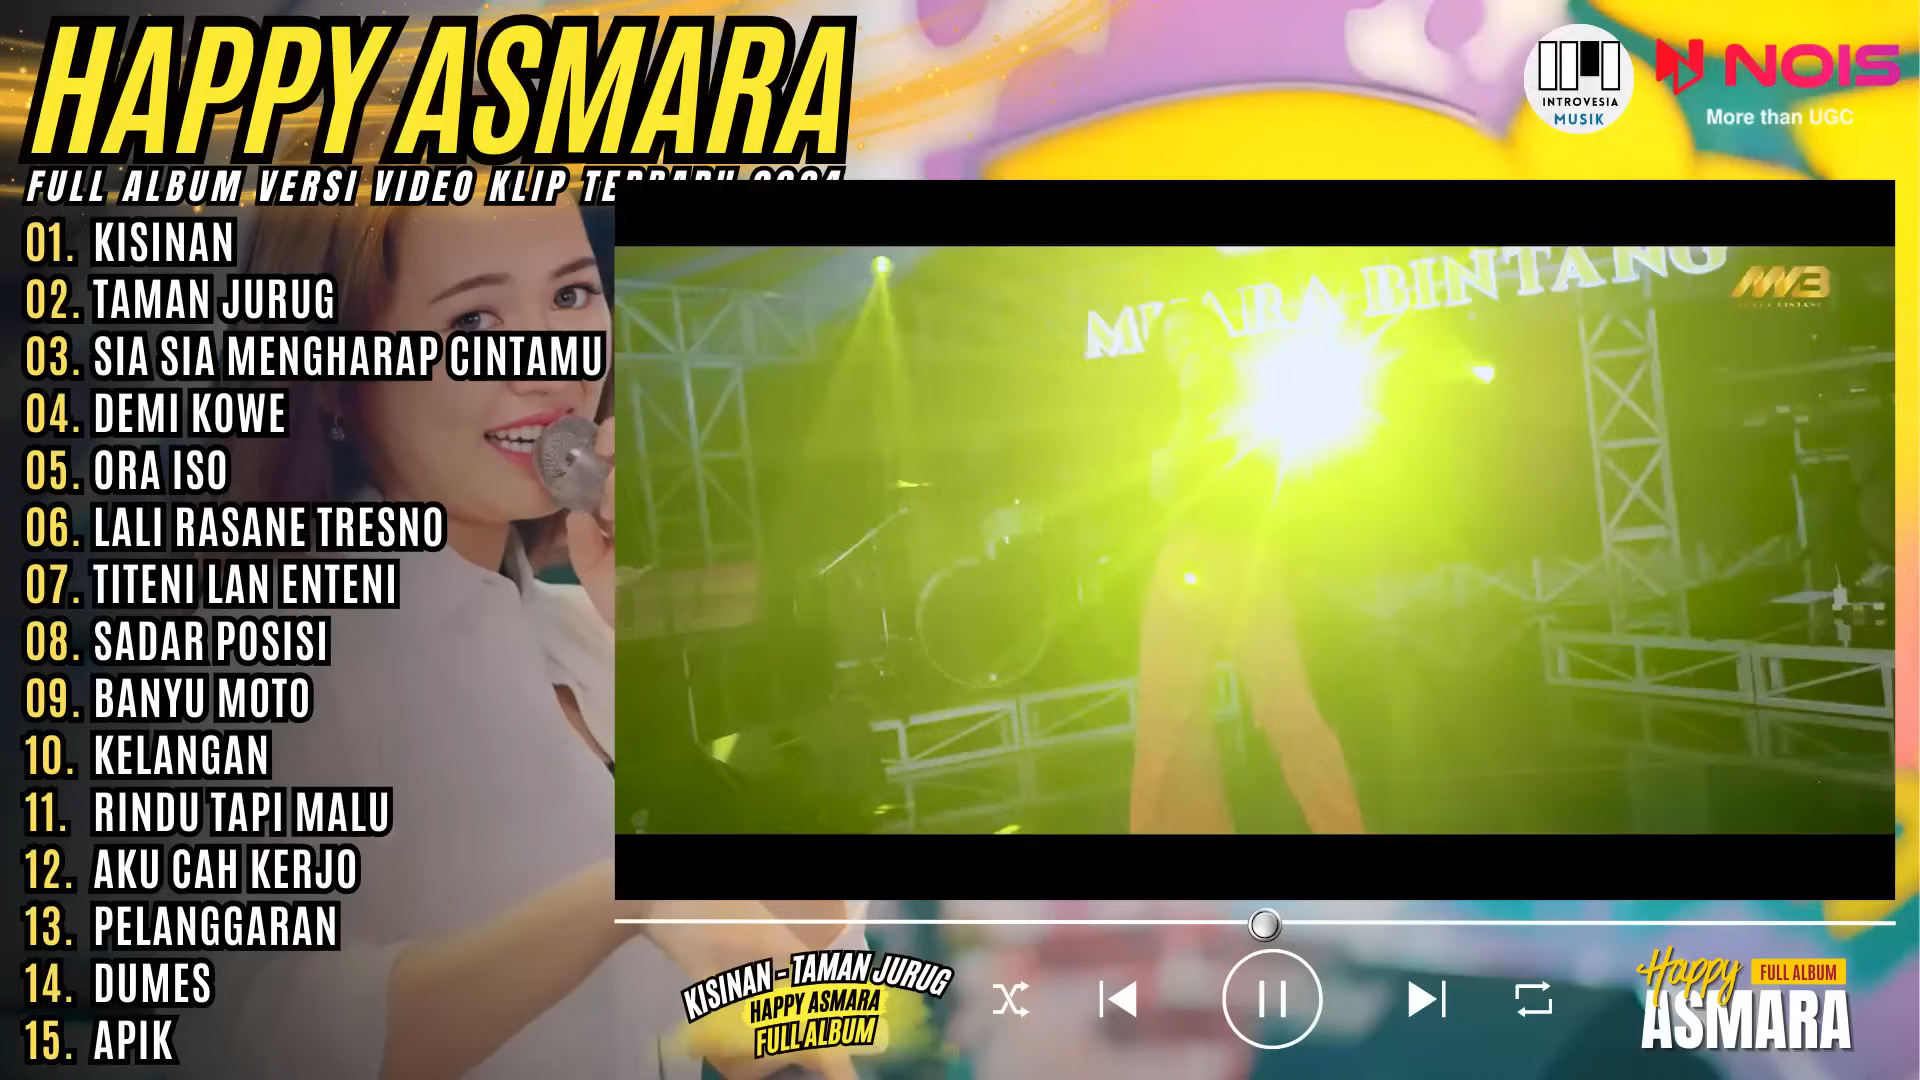 HAPPY ASMARA
FULL ALBUM VERSI VIDEO KLIP
01. KISINAN
02. TAMAN JURUG
03. SIA SIA MENGHARAP CINTAMU
04. DEMI KOWE
05. ORA ISO
06. LALI RASANE TRESNO
07. TITENI LAN ENTENI
08. SADAR POSISI
09. BANYU MOTO
10. KELANGAN
11. RINDU TAPI MALU
12. AKU CAH KERJO
13. PELANGGARAN
14. DUMES
15. APIK
INTROVESIA
MUSIK
NOIS
More than UGC
BINTANG
KISINAN - TAMAN JURUG
HAPPY ASMARA
FULL ALBUM
Happy
FULL ALBUM
ASMARA